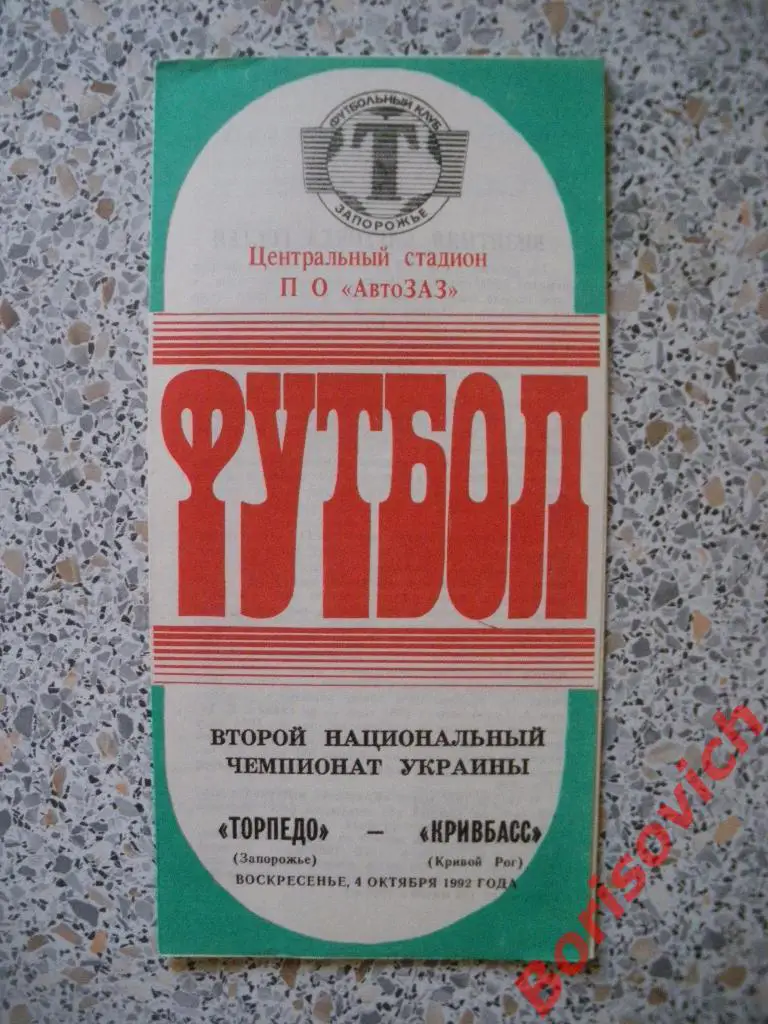 ФУТБОЛЬНЫЙ КЛУБ
Т
ЗАПОРОЖЬЕ
Центральный стадион
П О «АвтоЗАЗ»
ФУТБОЛ
ВТОРОЙ НАЦИОНАЛЬНЫЙ
ЧЕМПИОНАТ УКРАИНЫ
«ТОРПЕДО» — «КРИВБАСС»
(Запорожье) (Кривой Рог)
ВОСКРЕСЕНЬЕ, 4 ОКТЯБРЯ 1992 ГОДА
Borisovich